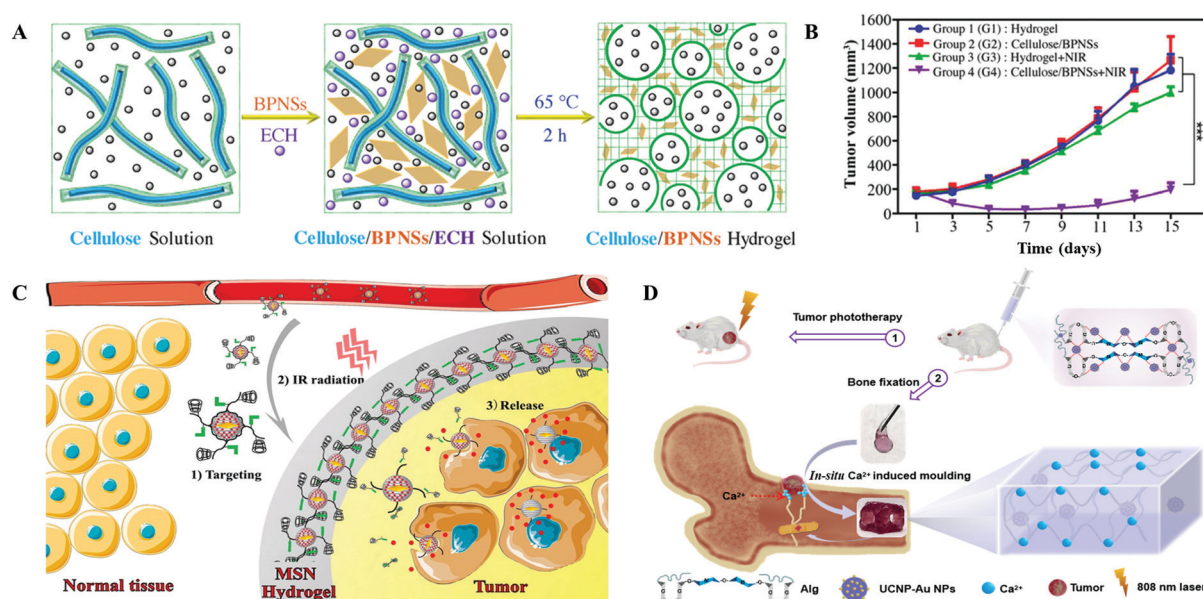 A
BPNSs
ECH
65 °C
2 h
Cellulose Solution
Cellulose/BPNSs/ECH Solution
Cellulose/BPNSs Hydrogel
B
Tumor volume (mm³)
1600
1400
1200
1000
800
600
400
200
0
Group 1 (G1) : Hydrogel
Group 2 (G2) : Cellulose/BPNSs
Group 3 (G3) : Hydrogel+NIR
Group 4 (G4) : Cellulose/BPNSs+NIR
***
1 3 5 7 9 11 13 15
Time (days)
C
2) IR radiation
1) Targeting
3) Release
Normal tissue
MSN
Hydrogel
Tumor
D
Tumor phototherapy
1
Bone fixation
2
In-situ Ca²⁺ induced moulding
Ca²⁺
Alg
UCNP-Au NPs
Ca²⁺
Tumor
808 nm laser